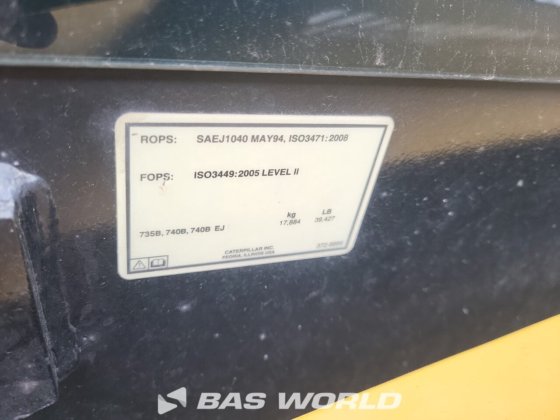 ROPS: SAEJ1040 MAY94, ISO3471:2008
FOPS: ISO3449:2005 LEVEL II
kg LB
735B, 740B, 740B EJ 17,884 39,427
CATERPILLAR INC.
PEORIA, ILLINOIS USA
BAS WORLD